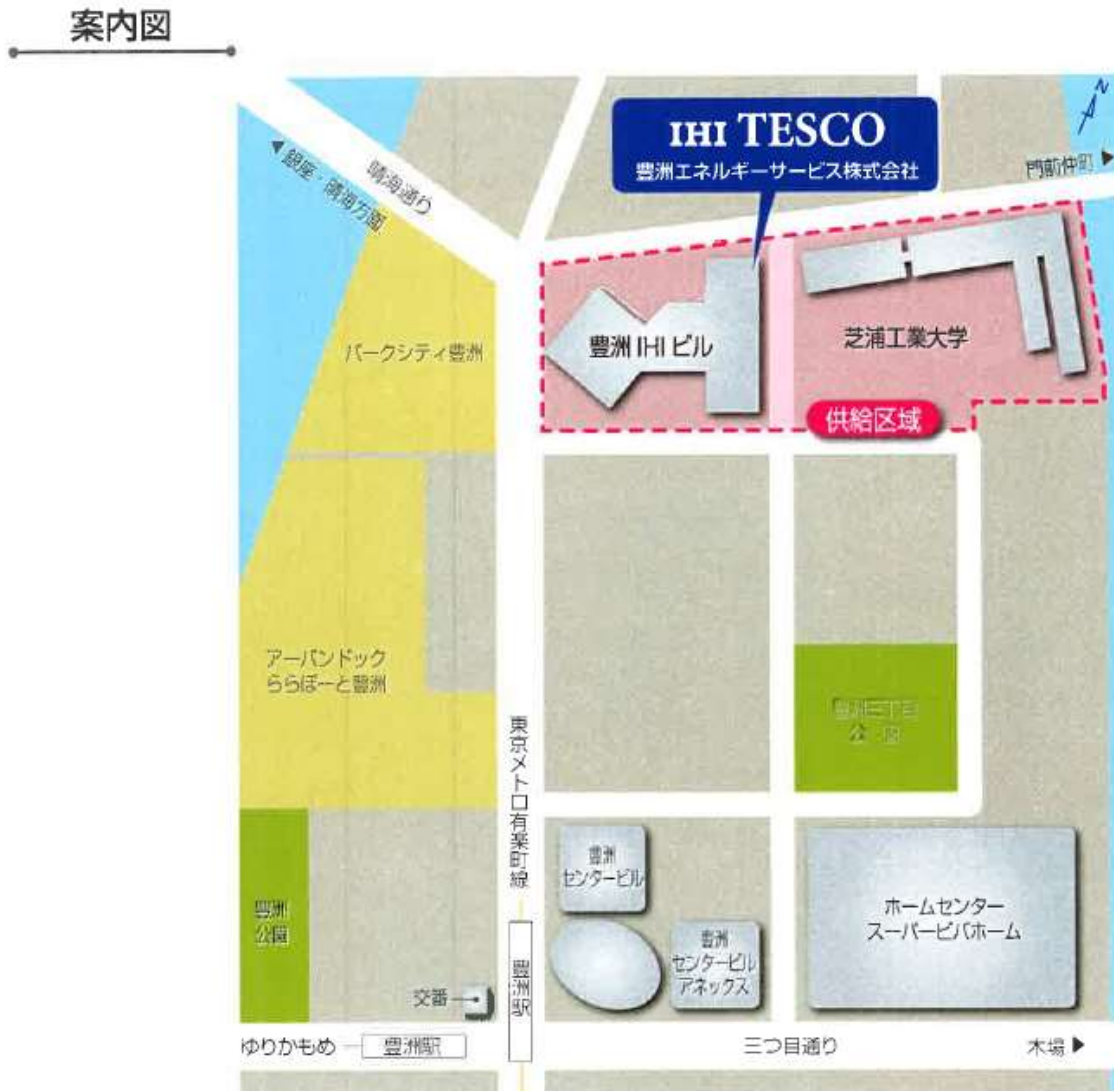 案内図
IHI TESCO
豊洲エネルギーサービス株式会社
N
門前仲町 ▶
◀ 銀座・晴海方面
晴海通り
パークシティ豊洲
豊洲 IHI ビル
芝浦工業大学
供給区域
アーバンドック
ららぽーと豊洲
公園
東京メトロ有楽町線
豊洲
センタービル
豊洲
公園
豊洲
センタービル
アネックス
ホームセンター
スーパービバホーム
交番
豊洲駅
ゆりかもめ
豊洲駅
三つ目通り
木場 ▶